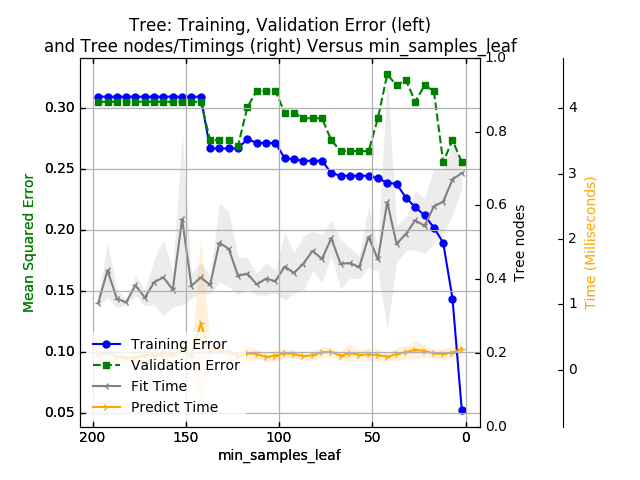 Tree: Training, Validation Error (left)
and Tree nodes/Timings (right) Versus min_samples_leaf
Mean Squared Error
0.30
0.25
0.20
0.15
0.10
0.05
1.0
0.8
0.6
0.4
0.2
0.0
Tree nodes
4
3
2
1
0
Time (Milliseconds)
Training Error
Validation Error
Fit Time
Predict Time
200 150 100 50 0
min_samples_leaf